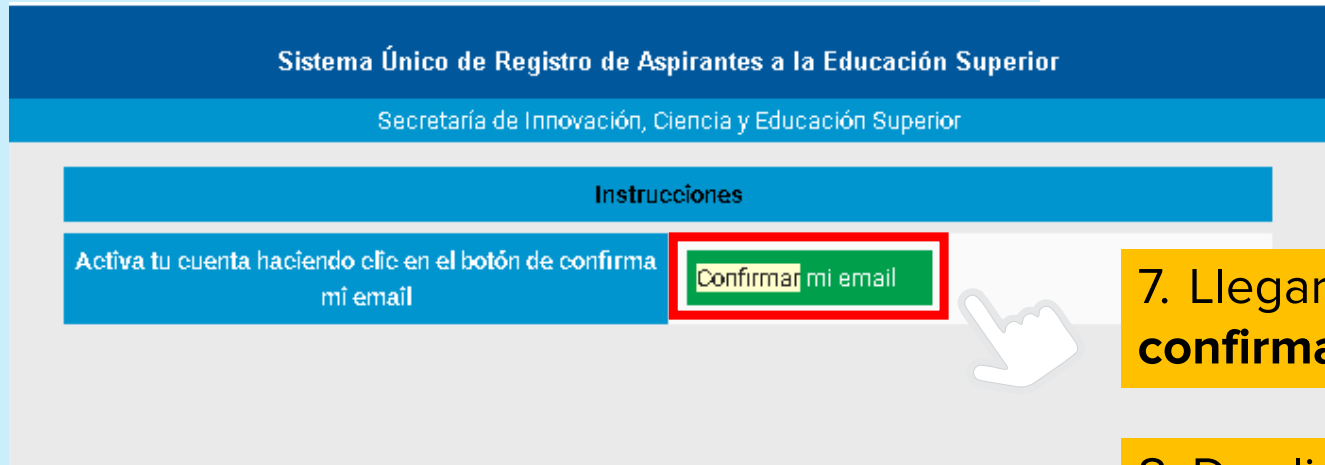 Sistema Único de Registro de Aspirantes a la Educación Superior
Secretaría de Innovación, Ciencia y Educación Superior
Instrucciones
Activa tu cuenta haciendo clic en el botón de confirma
mi email
Confirmar mi email
7. Llegar
confirma